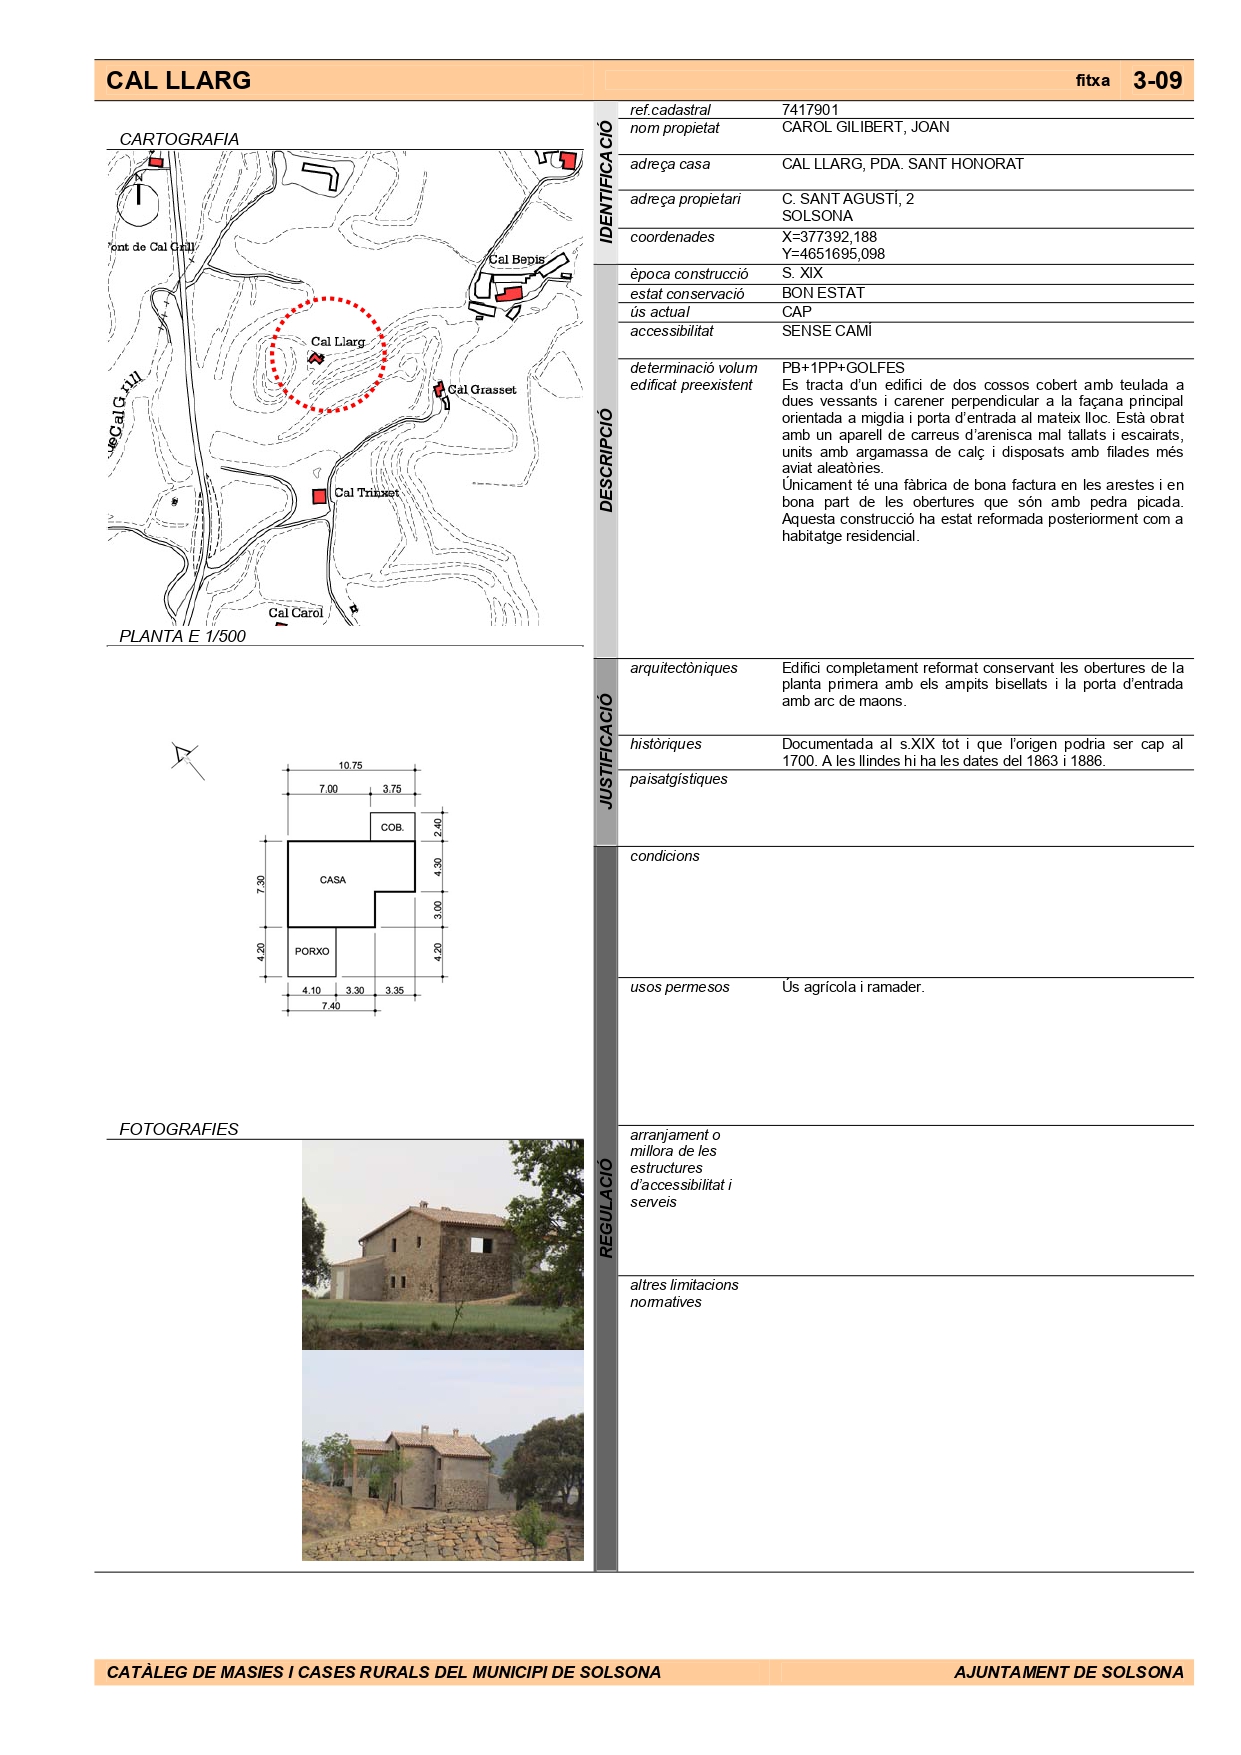 CAL LLARG
fitxa 3-09
CARTOGRAFIA
N
Font de Cal Grill
Cal Bepis
Cal Llarg
Cal Grasset
de Cal Grill
Cal Trinxet
Cal Carol
PLANTA E 1/500
10.75
7.00 3.75
COB.
2.40
CASA
4.30
7.30
3.00
PORXO
4.20
4.20
4.10 3.30 3.35
7.40
FOTOGRAFIES
IDENTIFICACIÓ
ref.cadastral 7417901
nom propietat CAROL GILIBERT, JOAN
adreça casa CAL LLARG, PDA. SANT HONORAT
adreça propietari C. SANT AGUSTÍ, 2
SOLSONA
coordenades X=377392,188
Y=4651695,098
DESCRIPCIÓ
època construcció S. XIX
estat conservació BON ESTAT
ús actual CAP
accessibilitat SENSE CAMÍ
determinació volum PB+1PP+GOLFES
edificat preexistent Es tracta d’un edifici de dos cossos cobert amb teulada a
dues vessants i carener perpendicular a la façana principal
orientada a migdia i porta d’entrada al mateix lloc. Està obrat
amb un aparell de carreus d’arenisca mal tallats i escairats,
units amb argamassa de calç i disposats amb filades més
aviat aleatòries.
Únicament té una fàbrica de bona factura en les arestes i en
bona part de les obertures que són amb pedra picada.
Aquesta construcció ha estat reformada posteriorment com a
habitatge residencial.
JUSTIFICACIÓ
arquitectòniques Edifici completament reformat conservant les obertures de la
planta primera amb els ampits bisellats i la porta d’entrada
amb arc de maons.
històriques Documentada al s.XIX tot i que l’origen podria ser cap al
1700. A les llindes hi ha les dates del 1863 i 1886.
paisatgístiques
REGULACIÓ
condicions
usos permesos Ús agrícola i ramader.
arranjament o
millora de les
estructures
d’accessibilitat i
serveis
altres limitacions
normatives
CATÀLEG DE MASIES I CASES RURALS DEL MUNICIPI DE SOLSONA AJUNTAMENT DE SOLSONA